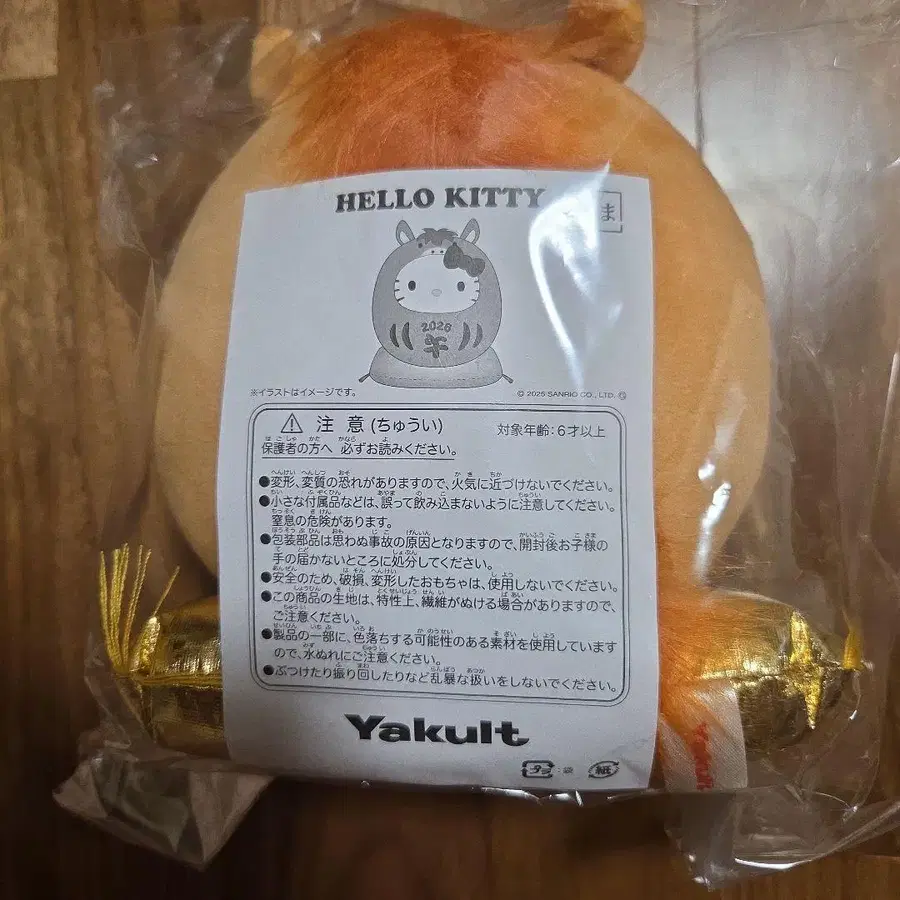 HELLO KITTY
ま
2026
午
※イラストはイメージです。
© 2025 SANRIO CO., LTD. Ⓛ
⚠ 注 意 (ちゅうい)
対象年齢:6才以上
保護者の方へ 必ずお読みください。
●変形、変質の恐れがありますので、火気に近づけないでください。
●小さな付属品などは、誤って飲み込まないように注意してください。
窒息の危険があります。
●包装部品は思わぬ事故の原因となりますので、開封後お子様の
手の届かないところに処分してください。
●安全のため、破損、変形したおもちゃは、使用しないでください。
●この商品の生地は、特性上、繊維がぬける場合がありますので、
ご注意ください。
●製品の一部に、色落ちする可能性のある素材を使用しています
ので、水ぬれにご注意ください。
●ぶつけたり振り回したりなど乱暴な扱いをしないでください。
Yakult
プラ:袋 紙
Yakult